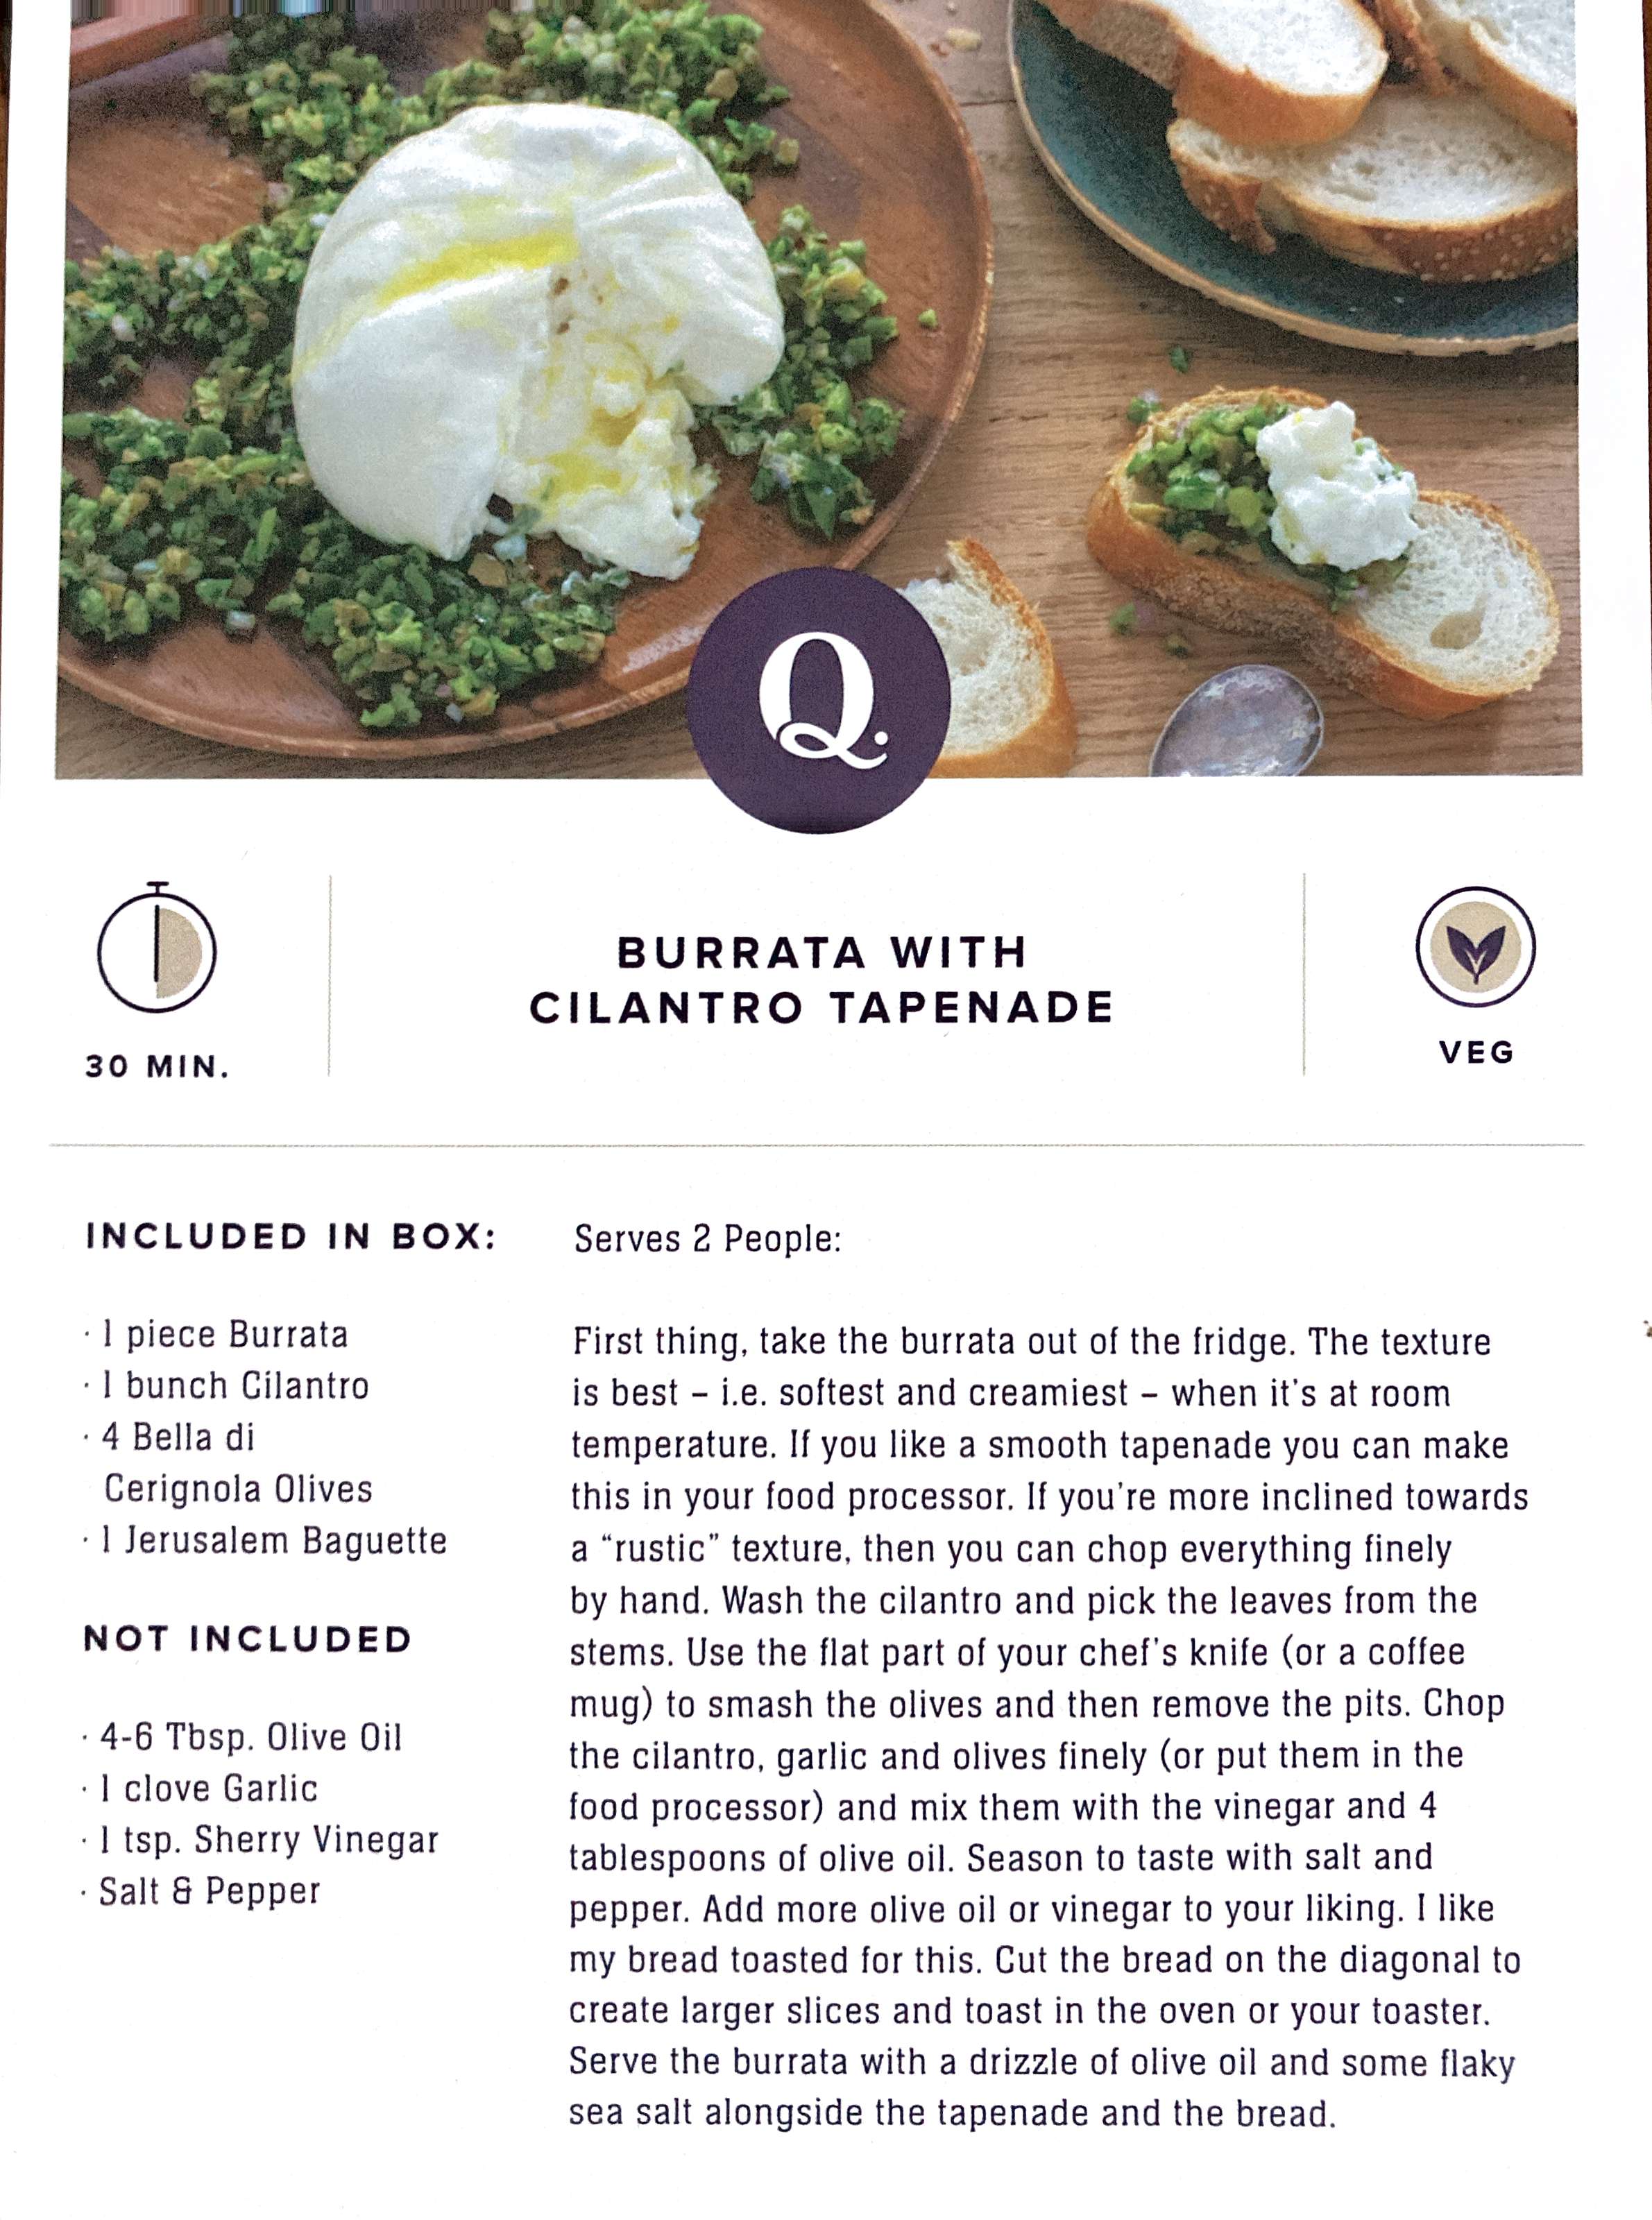 Q.
30 MIN.
BURRATA WITH
CILANTRO TAPENADE
VEG
INCLUDED IN BOX:
· 1 piece Burrata
· 1 bunch Cilantro
· 4 Bella di
Cerignola Olives
· 1 Jerusalem Baguette
NOT INCLUDED
· 4-6 Tbsp. Olive Oil
· 1 clove Garlic
· 1 tsp. Sherry Vinegar
· Salt & Pepper
Serves 2 People:
First thing, take the burrata out of the fridge. The texture
is best – i.e. softest and creamiest – when it's at room
temperature. If you like a smooth tapenade you can make
this in your food processor. If you're more inclined towards
a “rustic” texture, then you can chop everything finely
by hand. Wash the cilantro and pick the leaves from the
stems. Use the flat part of your chef's knife (or a coffee
mug) to smash the olives and then remove the pits. Chop
the cilantro, garlic and olives finely (or put them in the
food processor) and mix them with the vinegar and 4
tablespoons of olive oil. Season to taste with salt and
pepper. Add more olive oil or vinegar to your liking. I like
my bread toasted for this. Cut the bread on the diagonal to
create larger slices and toast in the oven or your toaster.
Serve the burrata with a drizzle of olive oil and some flaky
sea salt alongside the tapenade and the bread.